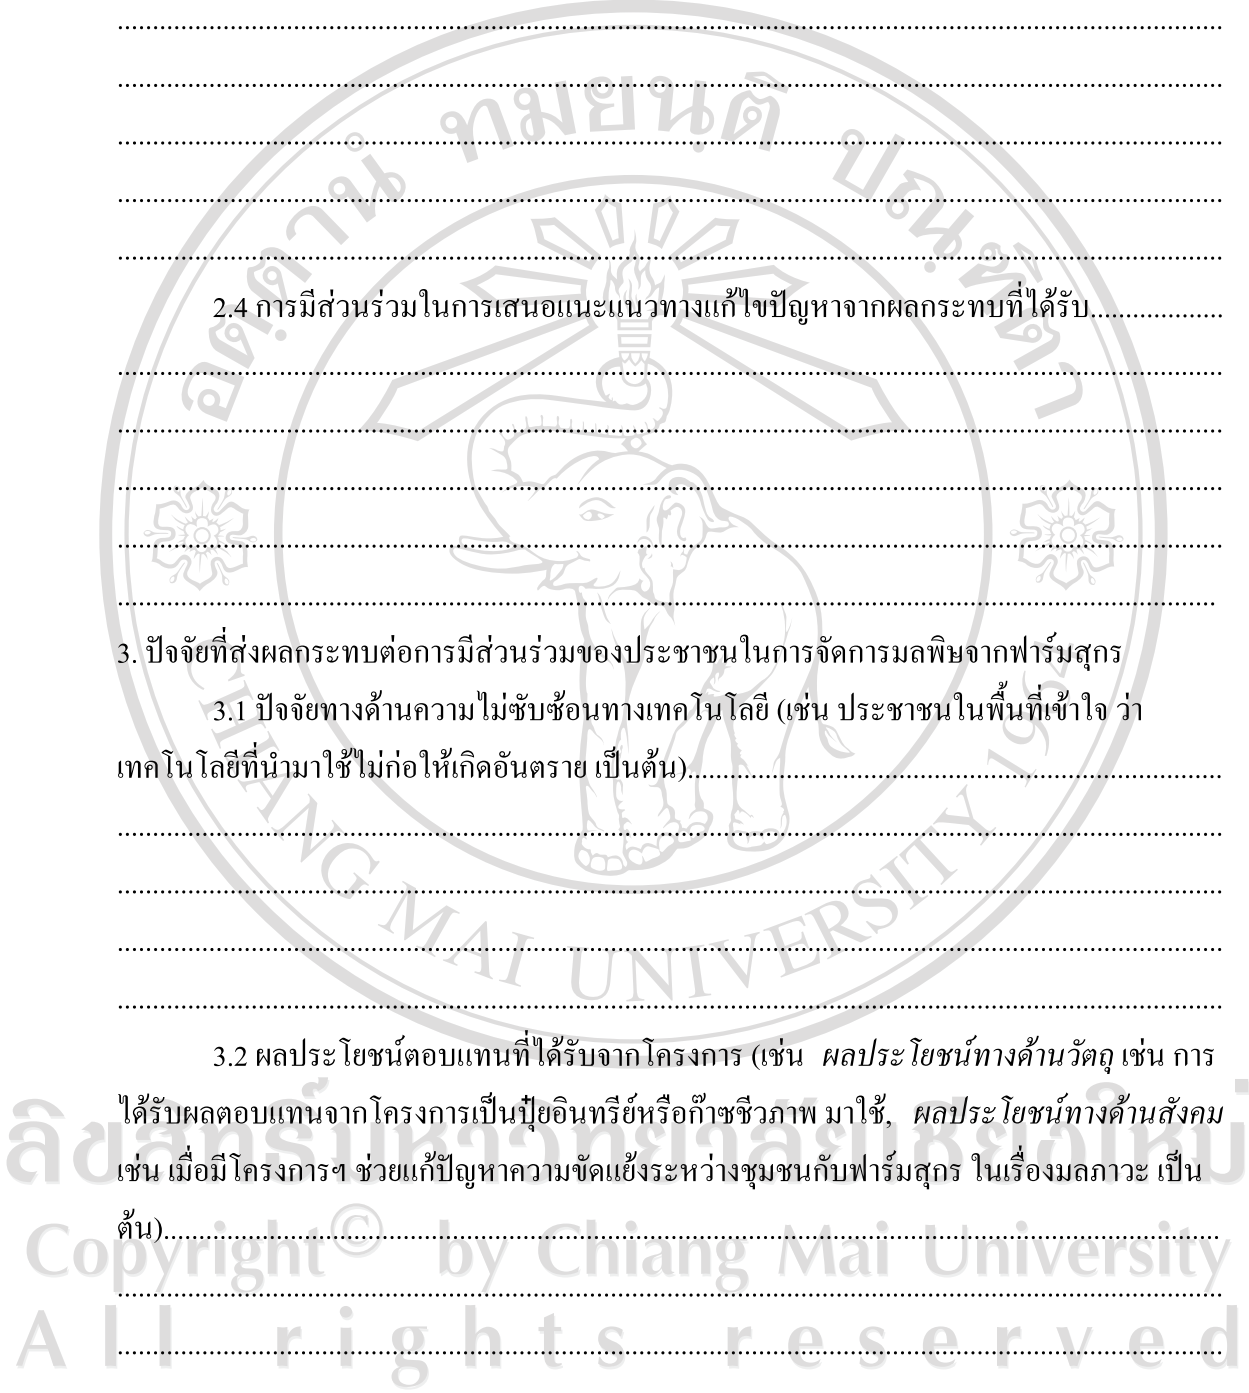 อตฺตานํ ทมยนฺติ ปณฺฑิตา
2.4 การมีส่วนร่วมในการเสนอแนะแนวทางแก้ไขปัญหาจากผลกระทบที่ได้รับ...................
3. ปัจจัยที่ส่งผลกระทบต่อการมีส่วนร่วมของประชาชนในการจัดการมลพิษจากฟาร์มสุกร
3.1 ปัจจัยทางด้านความไม่ซับซ้อนทางเทคโนโลยี (เช่น ประชาชนในพื้นที่เข้าใจ ว่า
เทคโนโลยีที่นำมาใช้ไม่ก่อให้เกิดอันตราย เป็นต้น)............................................................................
CHIANG MAI UNIVERSITY 1964
3.2 ผลประโยชน์ตอบแทนที่ได้รับจากโครงการ (เช่น ผลประโยชน์ทางด้านวัตถุ เช่น การ
ได้รับผลตอบแทนจากโครงการเป็นปุ๋ยอินทรีย์หรือก๊าซชีวภาพ มาใช้, ผลประโยชน์ทางด้านสังคม
เช่น เมื่อมีโครงการฯ ช่วยแก้ปัญหาความขัดแย้งระหว่างชุมชนกับฟาร์มสุกร ในเรื่องมลภาวะ เป็น
ต้น)......................................................................................................................................................
ลิขสิทธิ์มหาวิทยาลัยเชียงใหม่
Copyright© by Chiang Mai University
All rights reserved